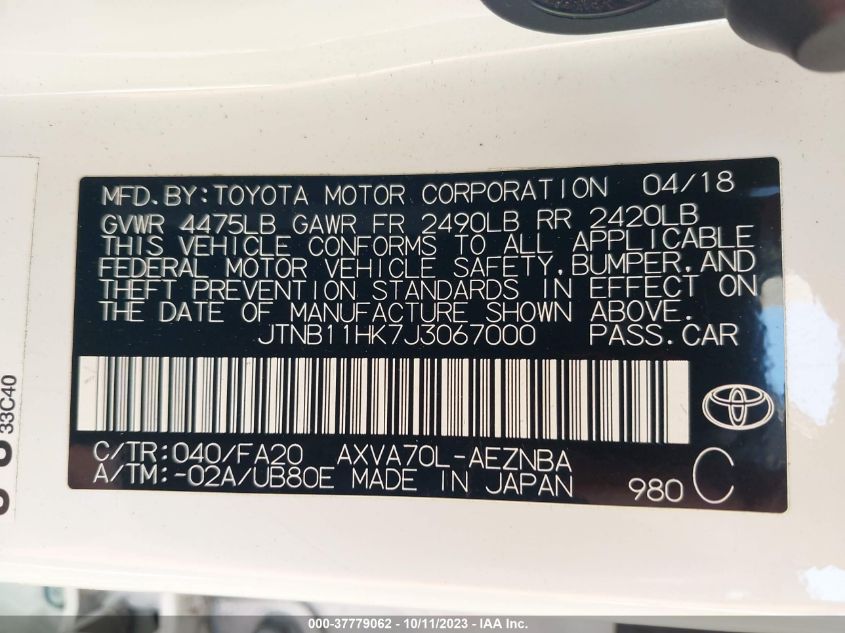 MFD.BY:TOYOTA MOTOR CORPORATION 04/18
GVWR 4475LB GAWR FR 2490LB RR 2420LB
THIS VEHICLE CONFORMS TO ALL APPLICABLE
FEDERAL MOTOR VEHICLE SAFETY,BUMPER,AND
THEFT PREVENTION STANDARDS IN EFFECT ON
THE DATE OF MANUFACTURE SHOWN ABOVE.
JTNB11HK7J3067000 PASS.CAR
C/TR:040/FA20 AXVA70L-AEZNBA
A/TM:-02A/UB80E MADE IN JAPAN 980 C
33C40
000-37779062 - 10/11/2023 - IAA Inc.